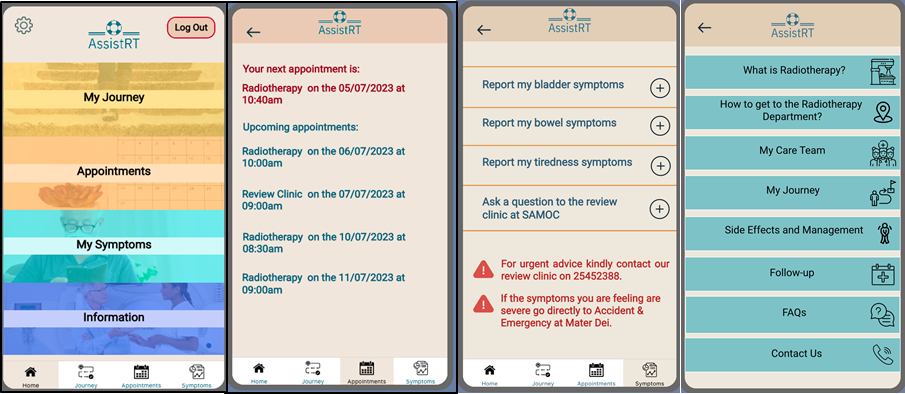 Log Out
AssistRT
My Journey
Appointments
My Symptoms
Information
Home
Journey
Appointments
Symptoms
AssistRT
Your next appointment is:
Radiotherapy on the 05/07/2023 at
10:40am
Upcoming appointments:
Radiotherapy on the 06/07/2023 at
10:00am
Review Clinic on the 07/07/2023 at
09:00am
Radiotherapy on the 10/07/2023 at
08:30am
Radiotherapy on the 11/07/2023 at
09:00am
Home
Journey
Appointments
Symptoms
AssistRT
Report my bladder symptoms
Report my bowel symptoms
Report my tiredness symptoms
Ask a question to the review
clinic at SAMOC
For urgent advice kindly contact our
review clinic on 25452388.
If the symptoms you are feeling are
severe go directly to Accident &
Emergency at Mater Dei.
Home
Journey
Appointments
Symptoms
AssistRT
What is Radiotherapy?
How to get to the Radiotherapy
Department?
My Care Team
My Journey
Side Effects and Management
Follow-up
FAQs
Contact Us